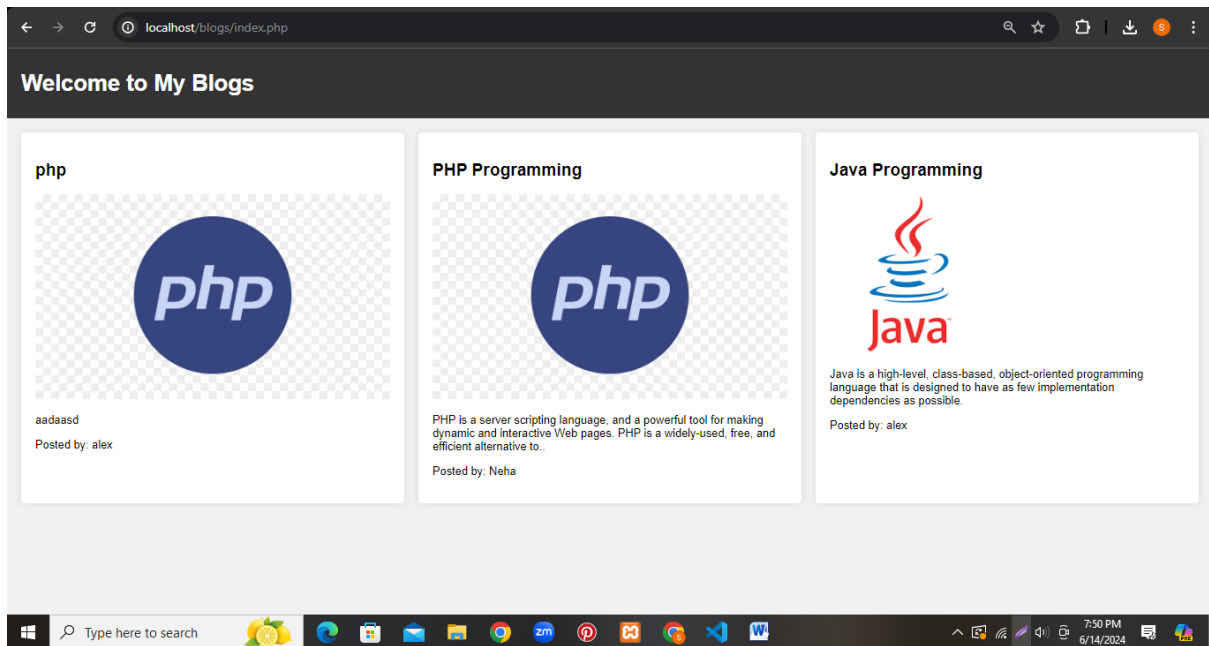 localhost/blogs/index.php
S
Welcome to My Blogs
php
php
aadaasd
Posted by: alex
PHP Programming
php
PHP is a server scripting language, and a powerful tool for making
dynamic and interactive Web pages. PHP is a widely-used, free, and
efficient alternative to..
Posted by: Neha
Java Programming
Java
Java is a high-level, class-based, object-oriented programming
language that is designed to have as few implementation
dependencies as possible.
Posted by: alex
Type here to search
zm
W
7:50 PM
6/14/2024